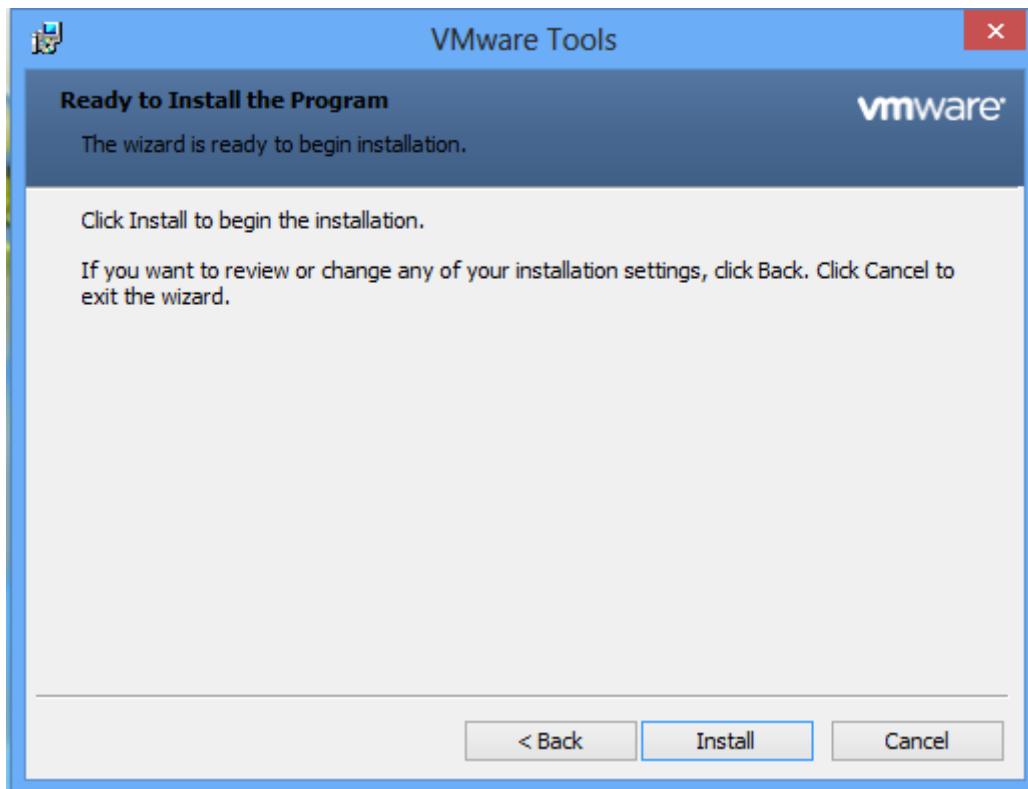 VMware Tools
Ready to Install the Program
vmware
The wizard is ready to begin installation.
Click Install to begin the installation.
If you want to review or change any of your installation settings, click Back. Click Cancel to
exit the wizard.
< Back
Install
Cancel